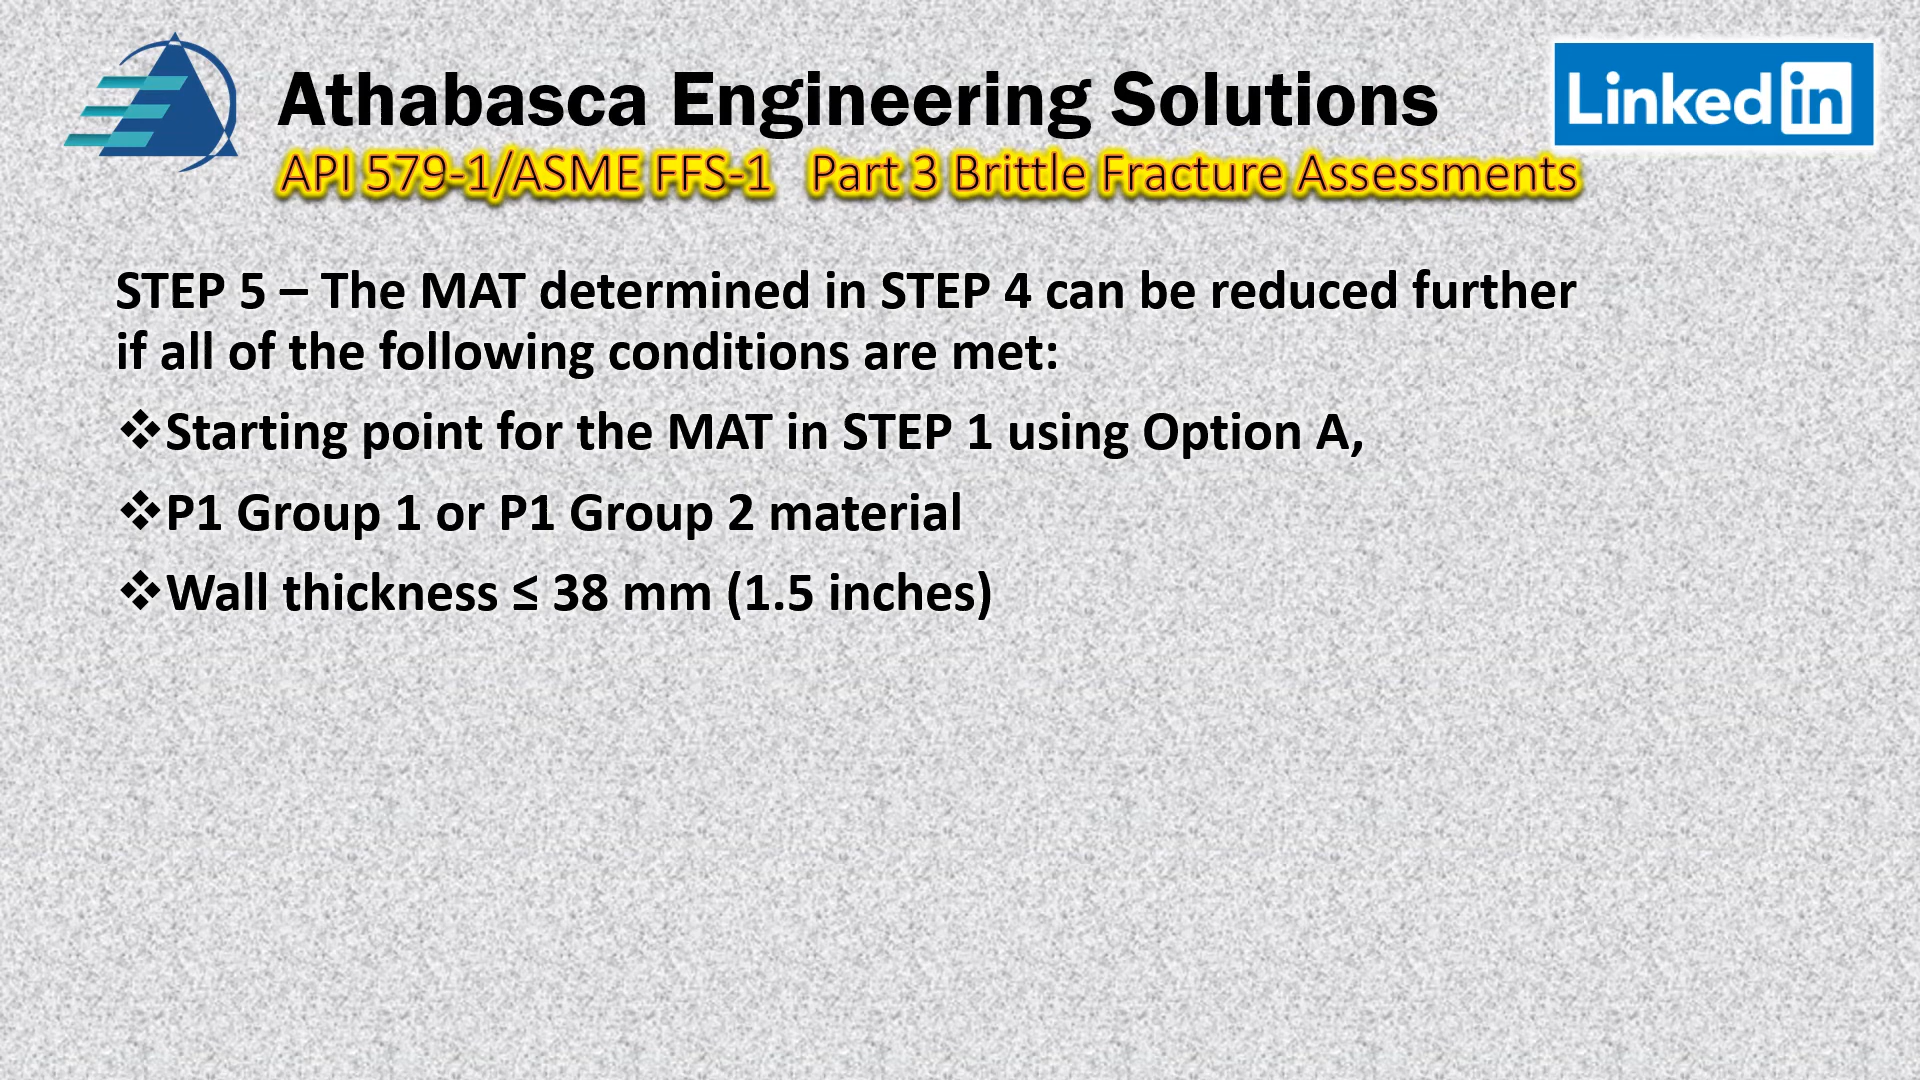 Athabasca Engineering Solutions
Linked in
API 579-1/ASME FFS-1 Part 3 Brittle Fracture Assessments
STEP 5 – The MAT determined in STEP 4 can be reduced further
if all of the following conditions are met:
❖Starting point for the MAT in STEP 1 using Option A,
❖P1 Group 1 or P1 Group 2 material
❖Wall thickness ≤ 38 mm (1.5 inches)